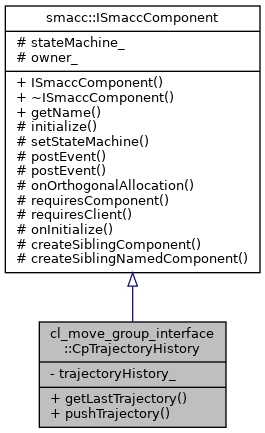 smacc::ISmaccComponent
# stateMachine_
# owner_
+ ISmaccComponent()
+ ~ISmaccComponent()
+ getName()
# initialize()
# setStateMachine()
# postEvent()
# postEvent()
# onOrthogonalAllocation()
# requiresComponent()
# requiresClient()
# onInitialize()
# createSiblingComponent()
# createSiblingNamedComponent()
cl_move_group_interface
::CpTrajectoryHistory
- trajectoryHistory_
+ getLastTrajectory()
+ pushTrajectory()